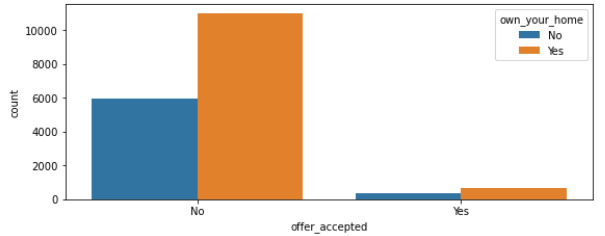 own_your_home
No
Yes
10000
8000
6000
4000
2000
0
count
No Yes
offer_accepted